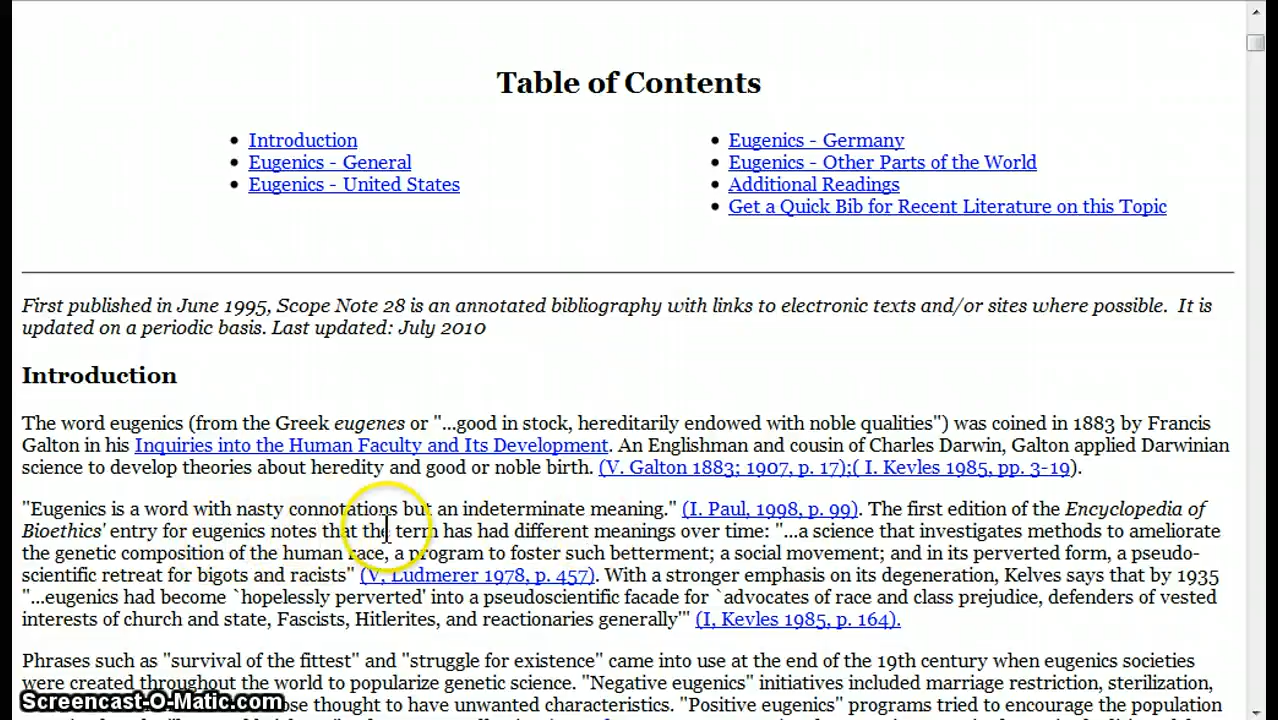 Table of Contents
Introduction
Eugenics - General
Eugenics - United States
Eugenics - Germany
Eugenics - Other Parts of the World
Additional Readings
Get a Quick Bib for Recent Literature on this Topic
First published in June 1995, Scope Note 28 is an annotated bibliography with links to electronic texts and/or sites where possible. It is
updated on a periodic basis. Last updated: July 2010
Introduction
The word eugenics (from the Greek eugenes or "...good in stock, hereditarily endowed with noble qualities") was coined in 1883 by Francis
Galton in his Inquiries into the Human Faculty and Its Development. An Englishman and cousin of Charles Darwin, Galton applied Darwinian
science to develop theories about heredity and good or noble birth. (V. Galton 1883; 1907, p. 17);( I. Kevles 1985, pp. 3-19).
"Eugenics is a word with nasty connotations but an indeterminate meaning." (I. Paul, 1998, p. 99). The first edition of the Encyclopedia of
Bioethics' entry for eugenics notes that the term has had different meanings over time: "...a science that investigates methods to ameliorate
the genetic composition of the human race, a program to foster such betterment; a social movement; and in its perverted form, a pseudo-
scientific retreat for bigots and racists" (V, Ludmerer 1978, p. 457). With a stronger emphasis on its degeneration, Kelves says that by 1935
"...eugenics had become `hopelessly perverted' into a pseudoscientific facade for `advocates of race and class prejudice, defenders of vested
interests of church and state, Fascists, Hitlerites, and reactionaries generally'" (I, Kevles 1985, p. 164).
Phrases such as "survival of the fittest" and "struggle for existence" came into use at the end of the 19th century when eugenics societies
were created throughout the world to popularize genetic science. "Negative eugenics" initiatives included marriage restriction, sterilization,
ose thought to have unwanted characteristics. "Positive eugenics" programs tried to encourage the population
Screencast-O-Matic.com